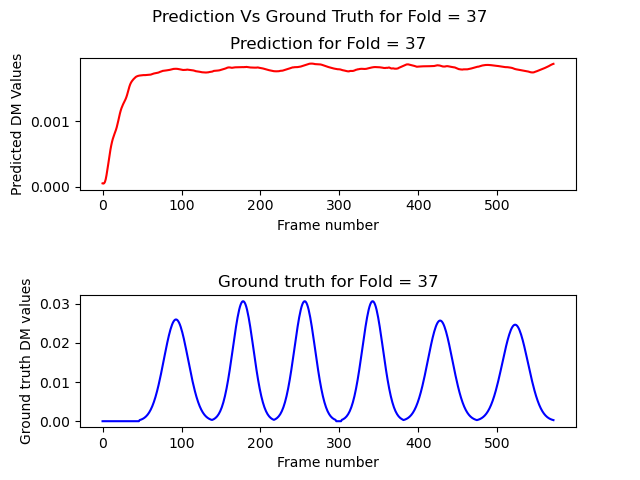 Prediction Vs Ground Truth for Fold = 37
Prediction for Fold = 37
Predicted DM Values
0.001
0.000
0 100 200 300 400 500
Frame number
Ground truth for Fold = 37
Ground truth DM values
0.03
0.02
0.01
0.00
0 100 200 300 400 500
Frame number